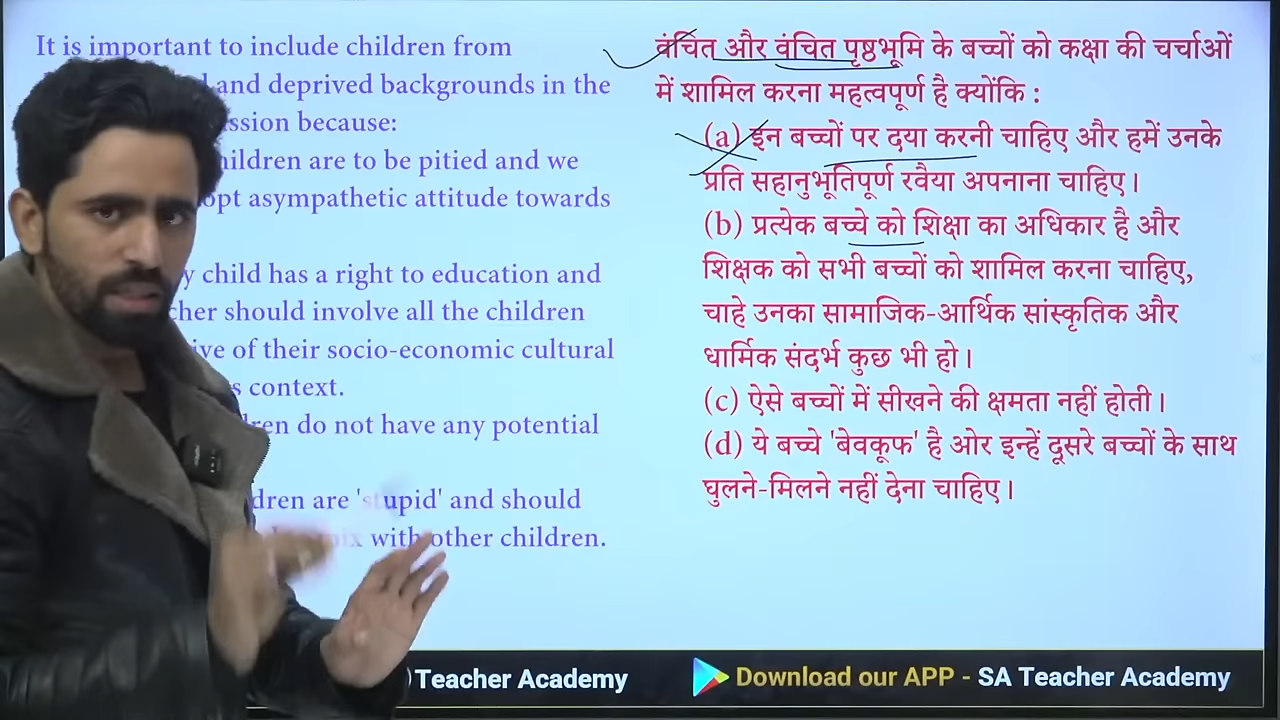 It is important to include children from
and deprived backgrounds in the
ssion because:
hildren are to be pitied and we
opt asympathetic attitude towards
y child has a right to education and
cher should involve all the children
ive of their socio-economic cultural
s context.
ren do not have any potential
dren are 'stupid' and should
mix with other children.
वंचित और वंचित पृष्ठभूमि के बच्चों को कक्षा की चर्चाओं
में शामिल करना महत्वपूर्ण है क्योंकि :
(a) इन बच्चों पर दया करनी चाहिए और हमें उनके
प्रति सहानुभूतिपूर्ण रवैया अपनाना चाहिए।
(b) प्रत्येक बच्चे को शिक्षा का अधिकार है और
शिक्षक को सभी बच्चों को शामिल करना चाहिए,
चाहे उनका सामाजिक-आर्थिक सांस्कृतिक और
धार्मिक संदर्भ कुछ भी हो।
(c) ऐसे बच्चों में सीखने की क्षमता नहीं होती।
(d) ये बच्चे 'बेवकूफ' है ओर इन्हें दूसरे बच्चों के साथ
घुलने-मिलने नहीं देना चाहिए।
Teacher Academy
Download our APP - SA Teacher Academy